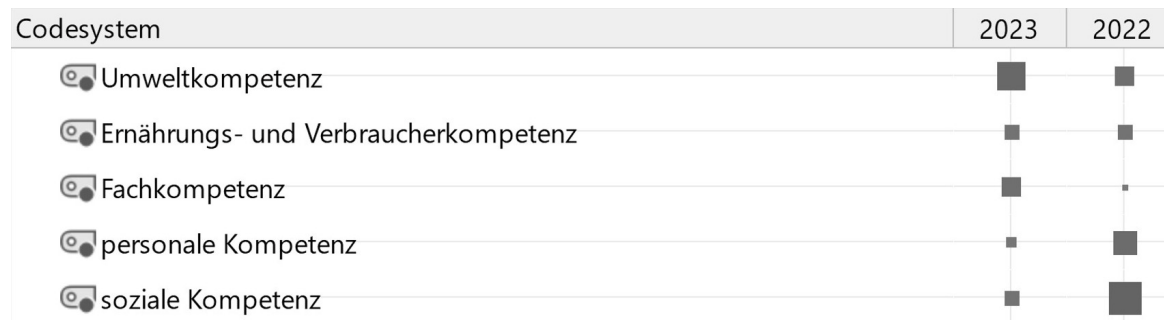 Codesystem 2023 2022
Umweltkompetenz
Ernährungs- und Verbraucherkompetenz
Fachkompetenz
personale Kompetenz
soziale Kompetenz